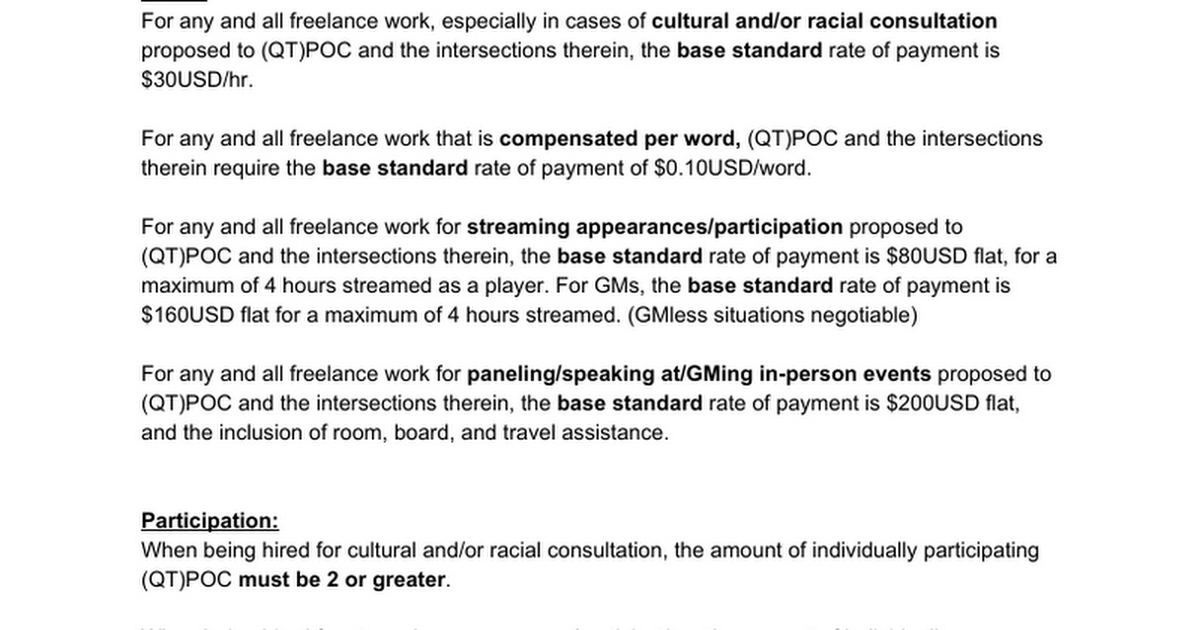 For any and all freelance work, especially in cases of cultural and/or racial consultation
proposed to (QT)POC and the intersections therein, the base standard rate of payment is
$30USD/hr.
For any and all freelance work that is compensated per word, (QT)POC and the intersections
therein require the base standard rate of payment of $0.10USD/word.
For any and all freelance work for streaming appearances/participation proposed to
(QT)POC and the intersections therein, the base standard rate of payment is $80USD flat, for a
maximum of 4 hours streamed as a player. For GMs, the base standard rate of payment is
$160USD flat for a maximum of 4 hours streamed. (GMless situations negotiable)
For any and all freelance work for paneling/speaking at/GMing in-person events proposed to
(QT)POC and the intersections therein, the base standard rate of payment is $200USD flat,
and the inclusion of room, board, and travel assistance.
Participation:
When being hired for cultural and/or racial consultation, the amount of individually participating
(QT)POC must be 2 or greater.